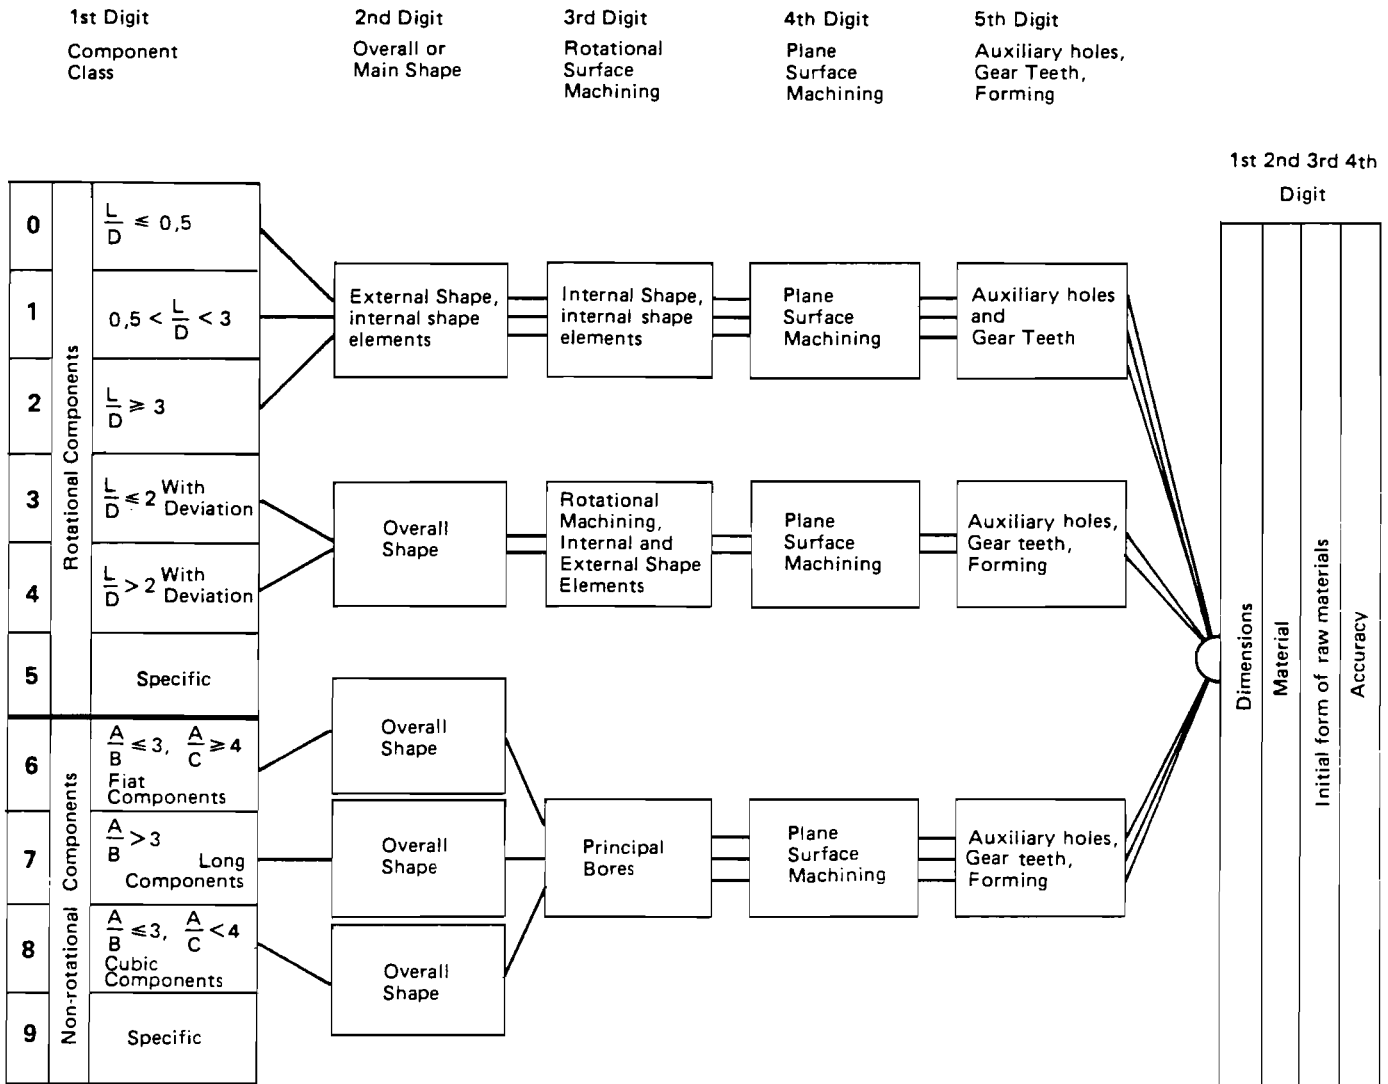 1st Digit
Component
Class
2nd Digit
Overall or
Main Shape
3rd Digit
Rotational
Surface
Machining
4th Digit
Plane
Surface
Machining
5th Digit
Auxiliary holes,
Gear Teeth,
Forming
1st 2nd 3rd 4th
Digit
Rotational Components
0
L/D ≤ 0,5
1
0,5 < L/D < 3
2
L/D ≥ 3
3
L/D ≤ 2 With
Deviation
4
L/D > 2 With
Deviation
5
Specific
Non-rotational Components
6
A/B ≤ 3, A/C ≥ 4
Fiat
Components
7
A/B > 3
Long
Components
8
A/B ≤ 3, A/C < 4
Cubic
Components
9
Specific
External Shape,
internal shape
elements
Internal Shape,
internal shape
elements
Plane
Surface
Machining
Auxiliary holes
and
Gear Teeth
Overall
Shape
Rotational
Machining,
Internal and
External Shape
Elements
Plane
Surface
Machining
Auxiliary holes,
Gear teeth,
Forming
Overall
Shape
Overall
Shape
Overall
Shape
Principal
Bores
Plane
Surface
Machining
Auxiliary holes,
Gear teeth,
Forming
Dimensions
Material
Initial form of raw materials
Accuracy